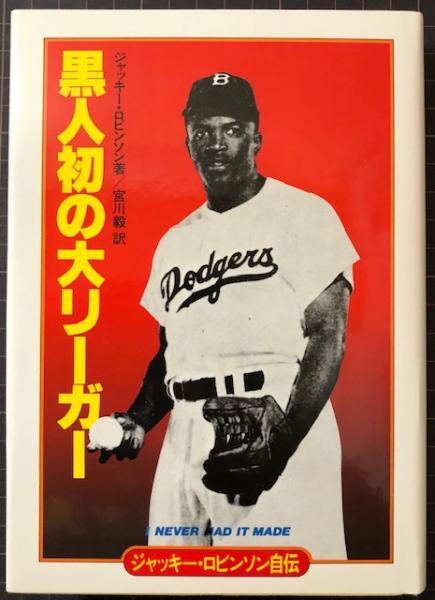 黒人初の大リーガー
ジャッキー・ロビンソン著／宮川毅 訳
B
Dodgers
I NEVER HAD IT MADE
ジャッキー・ロビンソン自伝